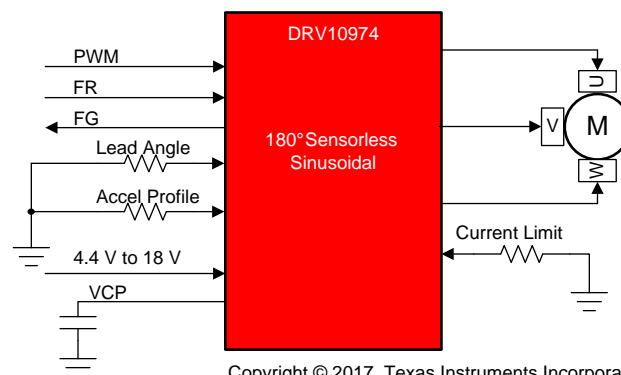 DRV10974
PWM
FR
FG
Lead Angle
Accel Profile
4.4 V to 18 V
VCP
180°Sensorless
Sinusoidal
U
V
M
W
Current Limit
Copyright © 2017, Texas Instruments Incorpora